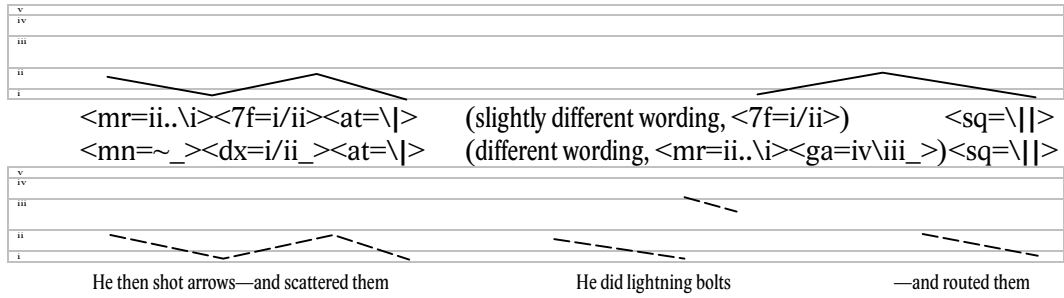 v
iv
iii
ii
i
<mr=ii..\i><7f=i/ii><at=\|> (slightly different wording, <7f=i/ii>) <sq=\||>
<mn=~_><dx=i/ii_><at=\|> (different wording, <mr=ii..\i><ga=iv\iii_>)<sq=\||>
v
iv
iii
ii
i
He then shot arrows—and scattered them He did lightning bolts —and routed them